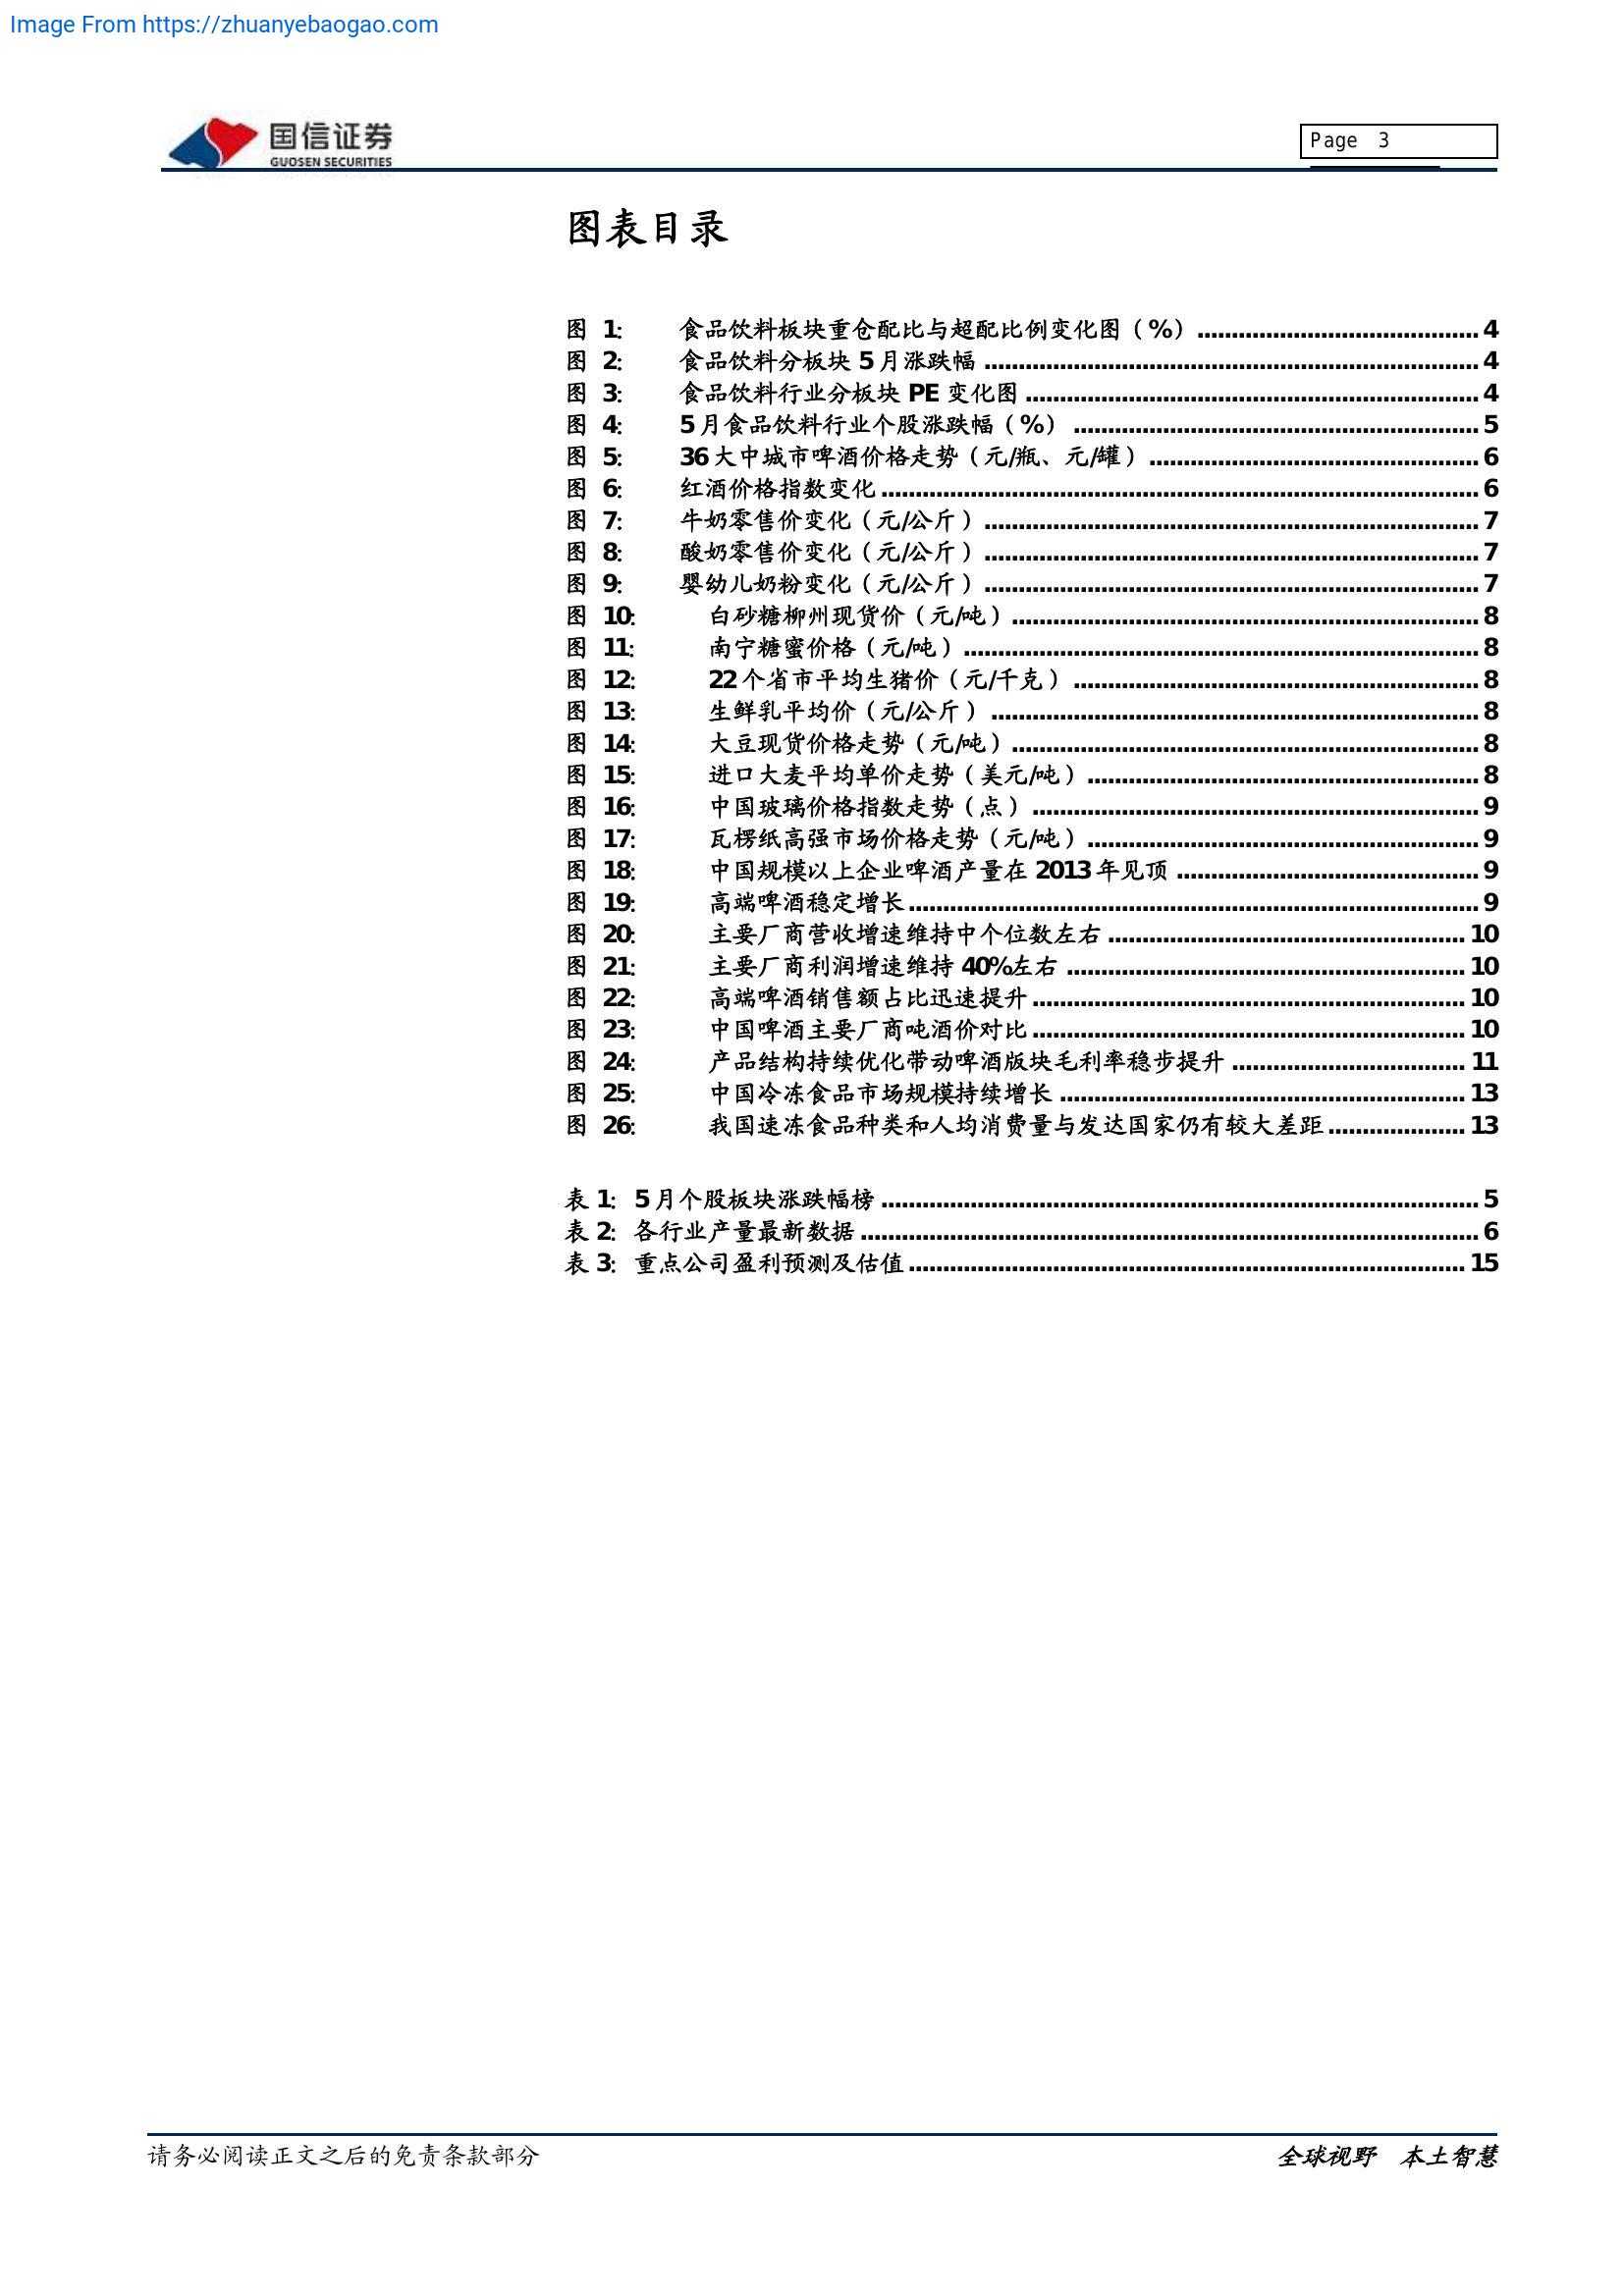 Image From https://zhuanyebaogao.com
国信证券
GUOSEN SECURITIES
Page 3
图表目录
图 1: 食品饮料板块重仓配比与超配比例变化图（%）........................................4
图 2: 食品饮料分板块 5 月涨跌幅........................................4
图 3: 食品饮料行业分板块 PE 变化图........................................4
图 4: 5 月食品饮料行业个股涨跌幅（%）........................................5
图 5: 36 大中城市啤酒价格走势（元/瓶、元/罐）........................................6
图 6: 红酒价格指数变化........................................6
图 7: 牛奶零售价变化（元/公斤）........................................7
图 8: 酸奶零售价变化（元/公斤）........................................7
图 9: 婴幼儿奶粉变化（元/公斤）........................................7
图 10: 白砂糖柳州现货价（元/吨）........................................8
图 11: 南宁糖蜜价格（元/吨）........................................8
图 12: 22 个省市平均生猪价（元/千克）........................................8
图 13: 生鲜乳平均价（元/公斤）........................................8
图 14: 大豆现货价格走势（元/吨）........................................8
图 15: 进口大麦平均单价走势（美元/吨）........................................8
图 16: 中国玻璃价格指数走势（点）........................................9
图 17: 瓦楞纸高强市场价格走势（元/吨）........................................9
图 18: 中国规模以上企业啤酒产量在 2013 年见顶........................................9
图 19: 高端啤酒稳定增长........................................9
图 20: 主要厂商营收增速维持中个位数左右........................................10
图 21: 主要厂商利润增速维持 40%左右........................................10
图 22: 高端啤酒销售额占比迅速提升........................................10
图 23: 中国啤酒主要厂商吨酒价对比........................................10
图 24: 产品结构持续优化带动啤酒版块毛利率稳步提升........................................11
图 25: 中国冷冻食品市场规模持续增长........................................13
图 26: 我国速冻食品种类和人均消费量与发达国家仍有较大差距....................13
表 1: 5 月个股板块涨跌幅榜........................................5
表 2: 各行业产量最新数据........................................6
表 3: 重点公司盈利预测及估值........................................15
请务必阅读正文之后的免责条款部分
全球视野 本土智慧